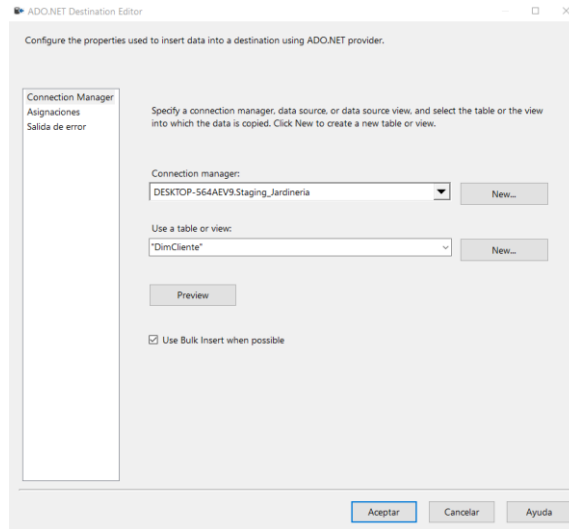 ADO.NET Destination Editor
Configure the properties used to insert data into a destination using ADO.NET provider.
Connection Manager
Asignaciones
Salida de error
Specify a connection manager, data source, or data source view, and select the table or the view
into which the data is copied. Click New to create a new table or view.
Connection manager:
DESKTOP-564AEV9.Staging_Jardineria
New...
Use a table or view:
"DimCliente"
New...
Preview
Use Bulk Insert when possible
Aceptar
Cancelar
Ayuda